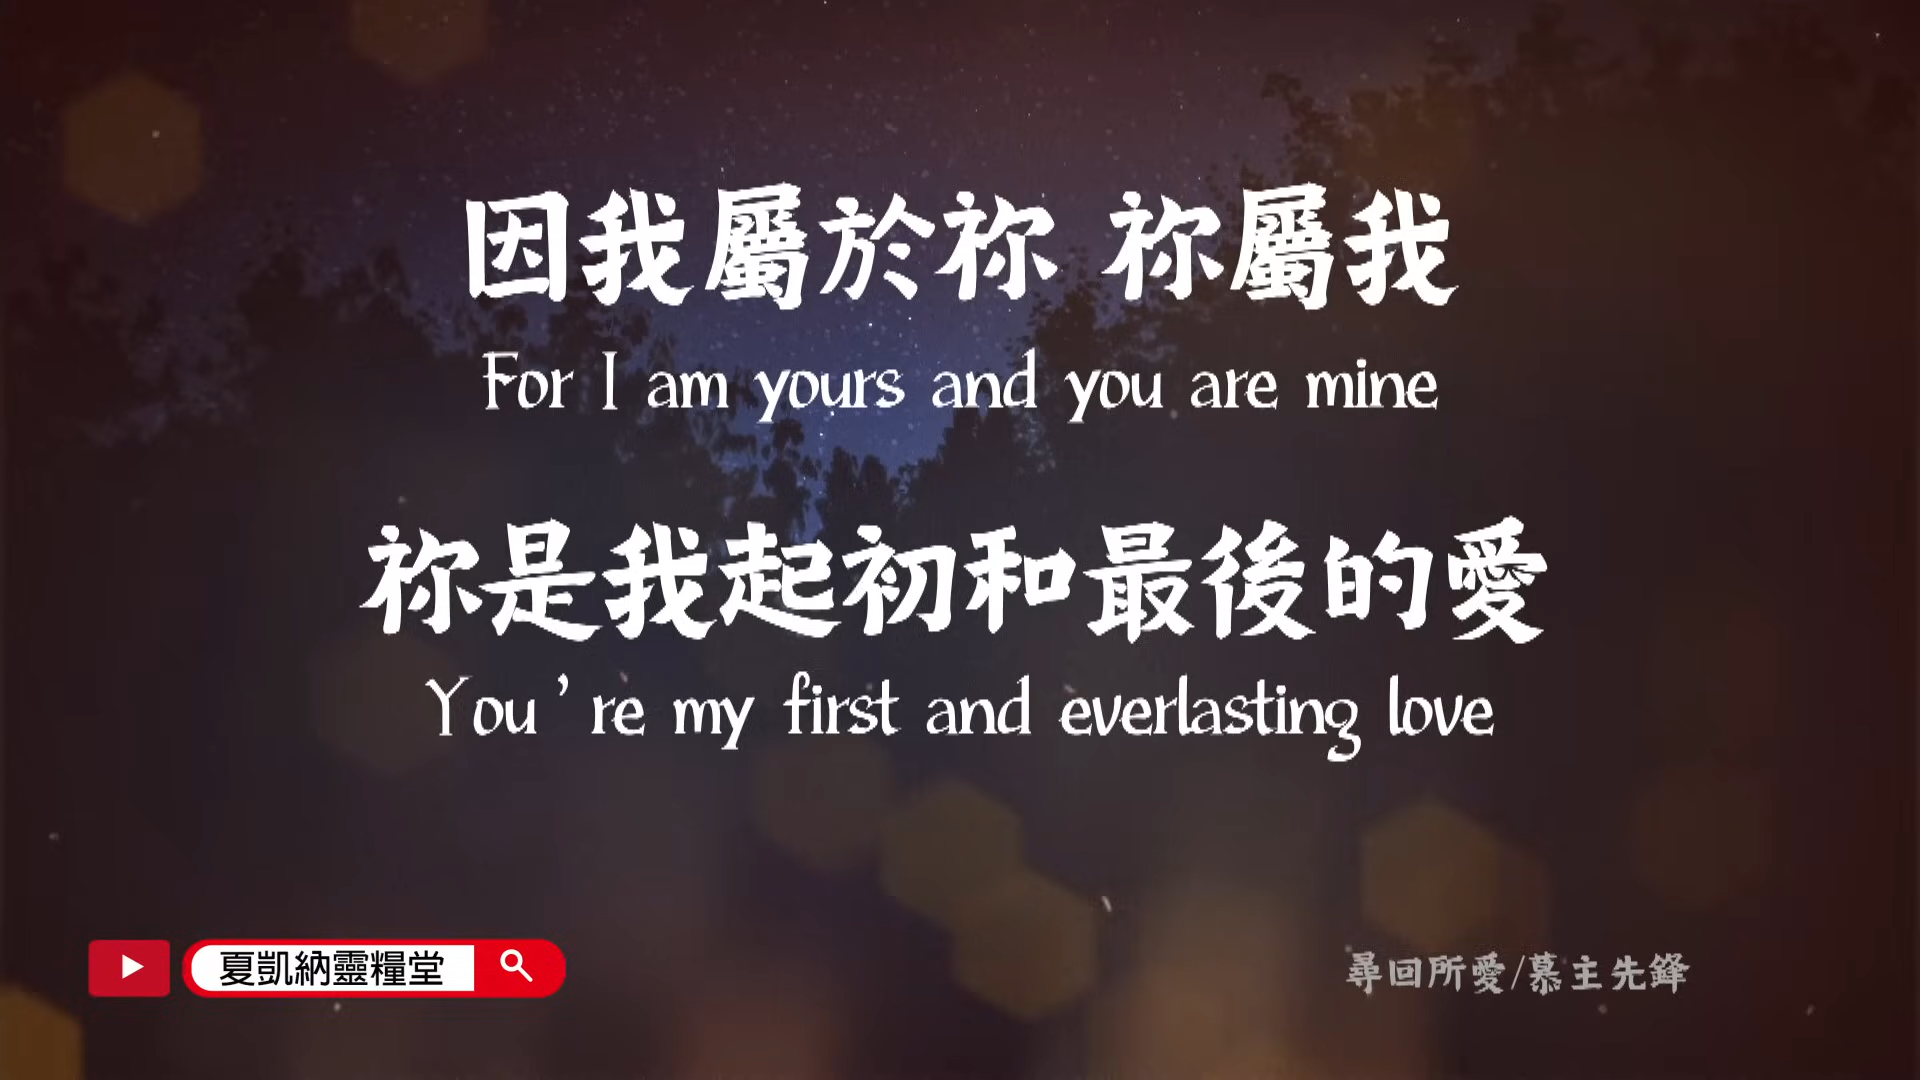 因我屬於祢 祢屬我
For I am yours and you are mine
祢是我起初和最後的愛
You're my first and everlasting love
夏凱納靈糧堂
尋回所愛/慕主先鋒